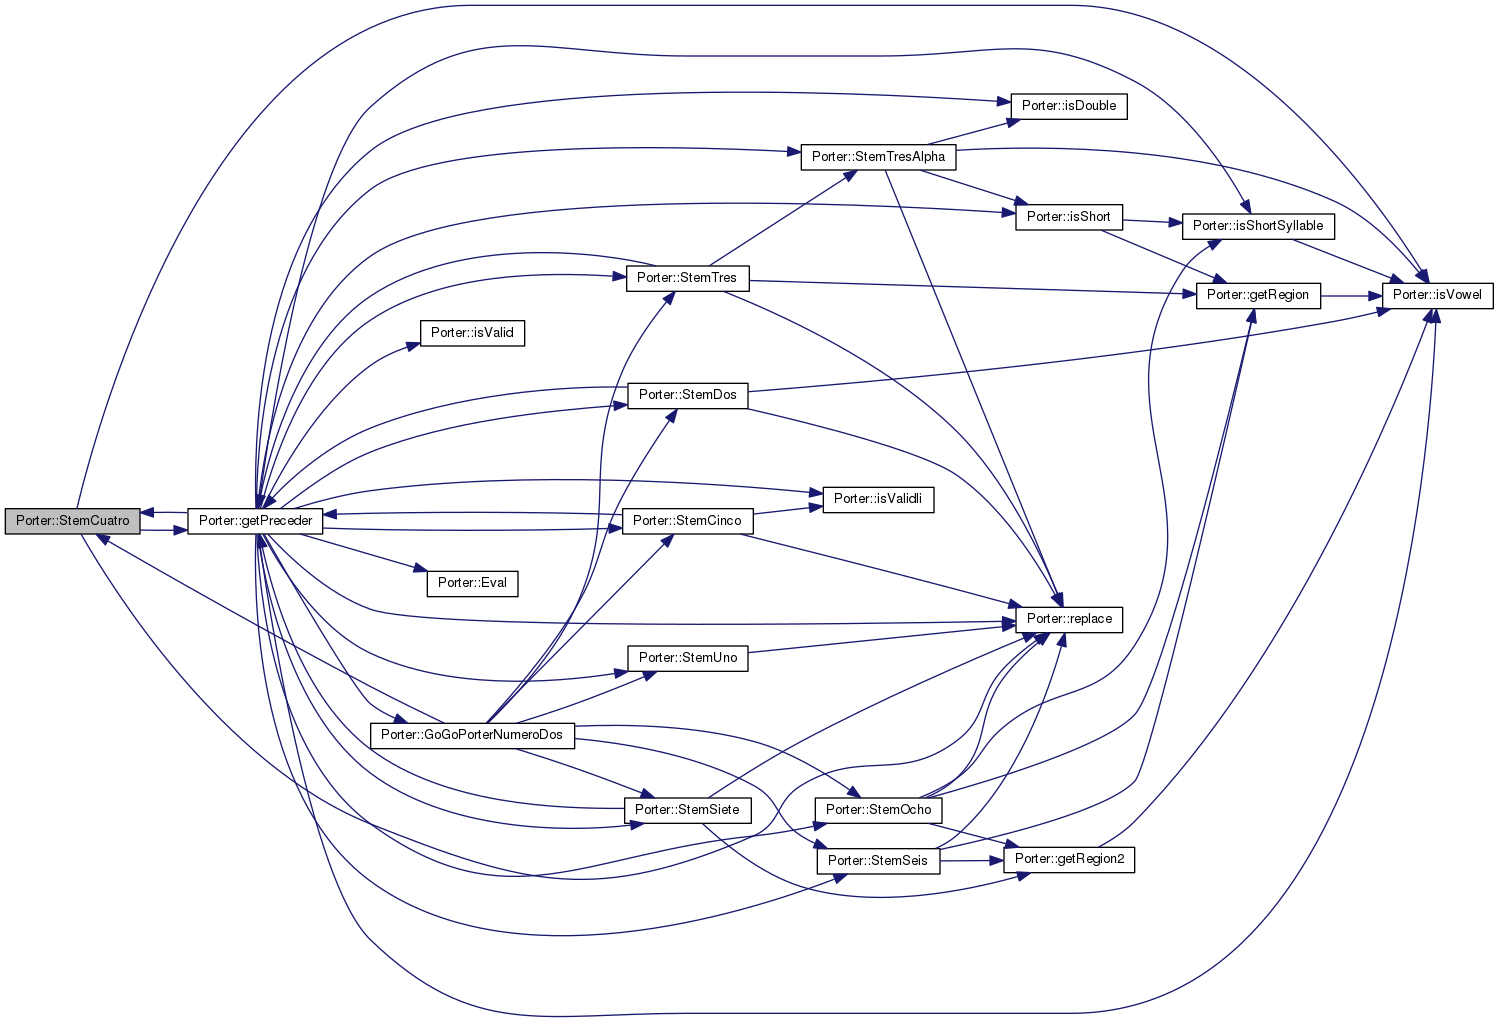 Porter::isDouble
Porter::StemTresAlpha
Porter::isShort
Porter::isShortSyllable
Porter::StemTres
Porter::getRegion
Porter::isVowel
Porter::isValid
Porter::StemDos
Porter::isValidli
Porter::StemCuatro
Porter::getPreceder
Porter::StemCinco
Porter::Eval
Porter::replace
Porter::StemUno
Porter::GoGoPorterNumeroDos
Porter::StemSiete
Porter::StemOcho
Porter::StemSeis
Porter::getRegion2